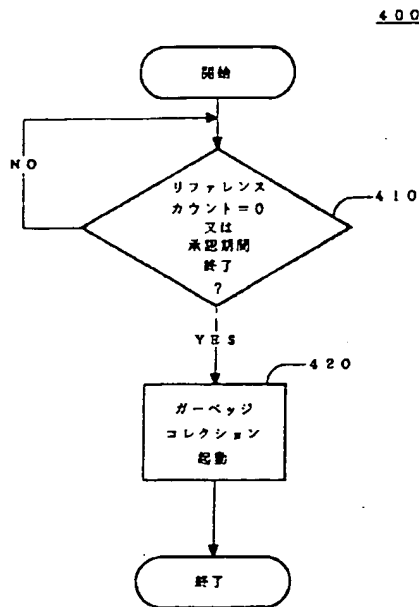 400
開始
NO
リファレンス
カウント=0
又は
承認期間
終了
?
410
YES
420
ガーベッジ
コレクション
起動
終了